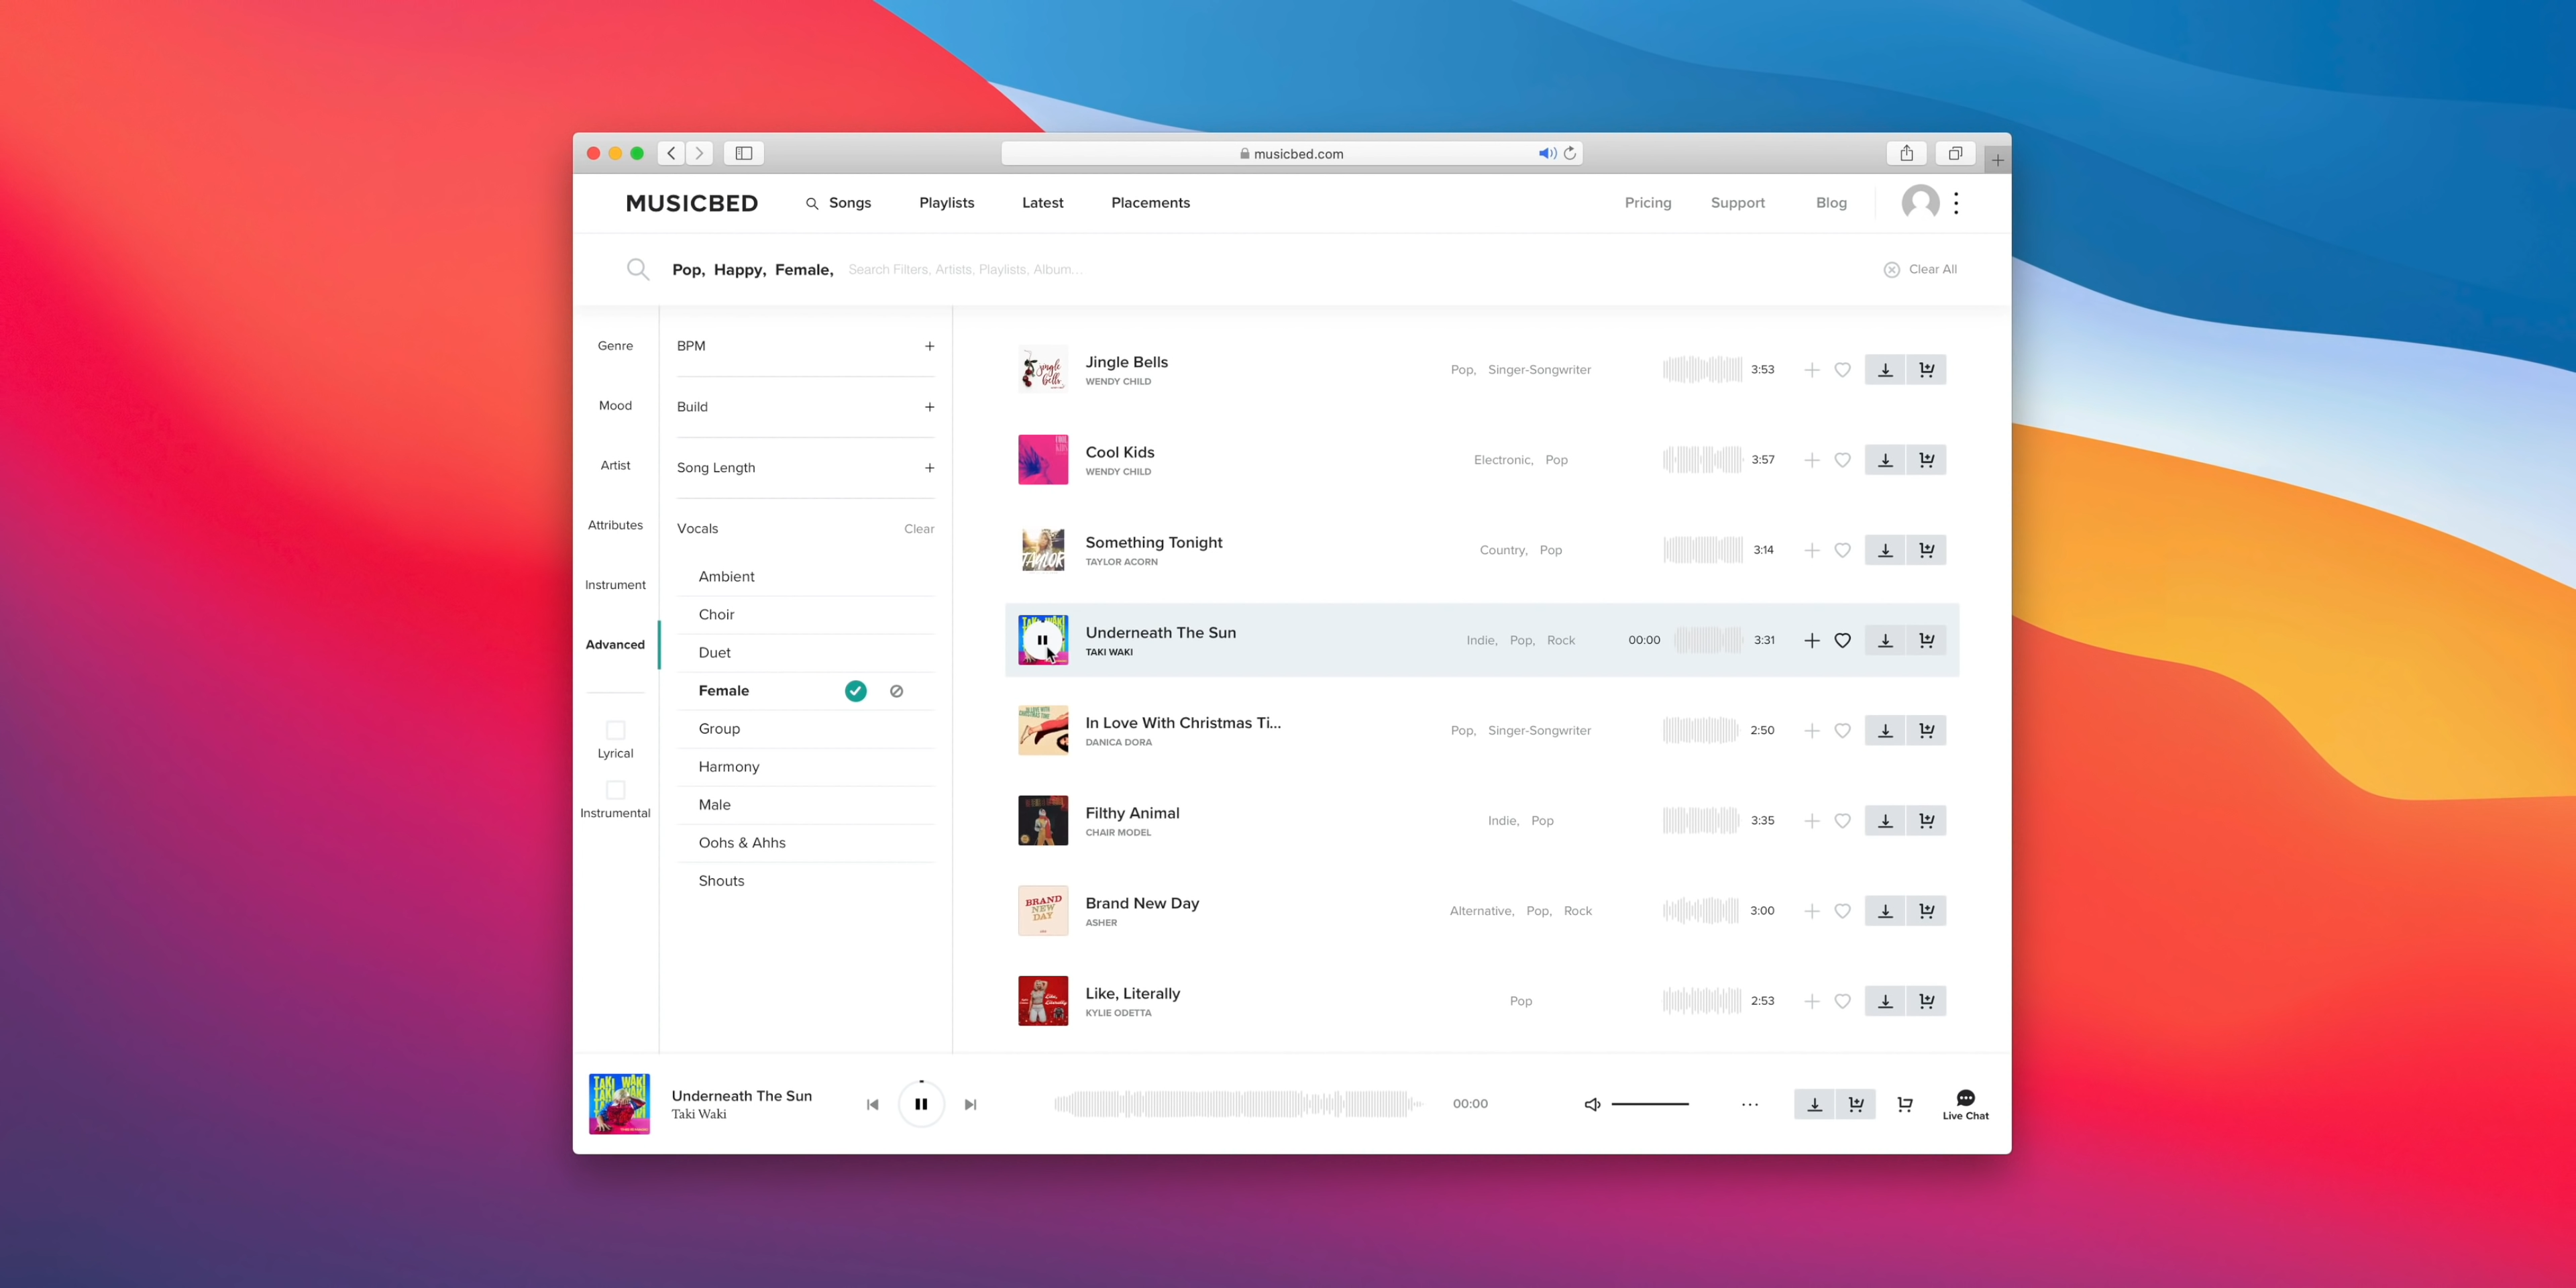 musicbed.com
MUSICBED Songs Playlists Latest Placements Pricing Support Blog
Pop, Happy, Female, Search Filters, Artists, Playlists, Album... Clear All
Genre
Mood
Artist
Attributes
Instrument
Advanced
Lyrical
Instrumental
BPM
Build
Song Length
Vocals Clear
Ambient
Choir
Duet
Female
Group
Harmony
Male
Oohs & Ahhs
Shouts
Jingle Bells
WENDY CHILD
Pop, Singer-Songwriter 3:53
Cool Kids
WENDY CHILD
Electronic, Pop 3:57
TAYLOR
Something Tonight
TAYLOR ACORN
Country, Pop 3:14
Underneath The Sun
TAKI WAKI
Indie, Pop, Rock 00:00 3:31
In Love With Christmas Ti...
DANICA DORA
Pop, Singer-Songwriter 2:50
Filthy Animal
CHAIR MODEL
Indie, Pop 3:35
BRAND
NEW
DAY
Brand New Day
ASHER
Alternative, Pop, Rock 3:00
Like, Literally
KYLIE ODETTA
Pop 2:53
TAKI WAKI
Underneath The Sun
Taki Waki
00:00
Live Chat